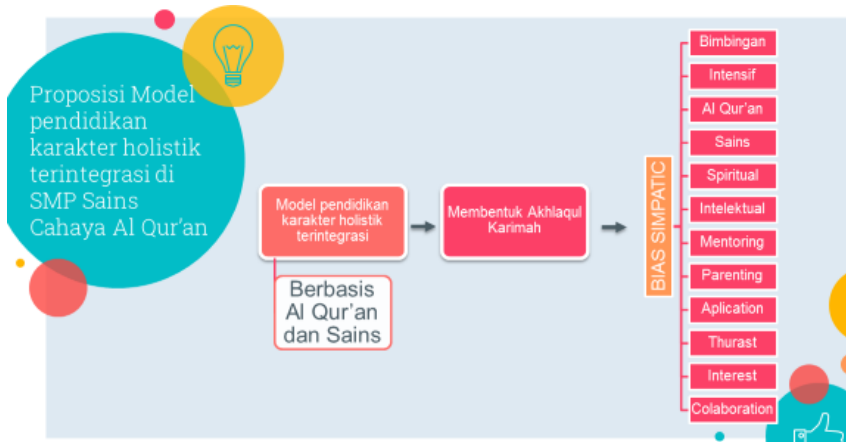 Proposisi Model
pendidikan
karakter holistik
terintegrasi di
SMP Sains
Cahaya Al Qur'an
Model pendidikan
karakter holistik
terintegrasi
Berbasis
Al Qur'an
dan Sains
Membentuk Akhlaqul
Karimah
BIAS SIMPATIC
Bimbingan
Intensif
Al Qur'an
Sains
Spiritual
Intelektual
Mentoring
Parenting
Aplication
Thurast
Interest
Colaboration